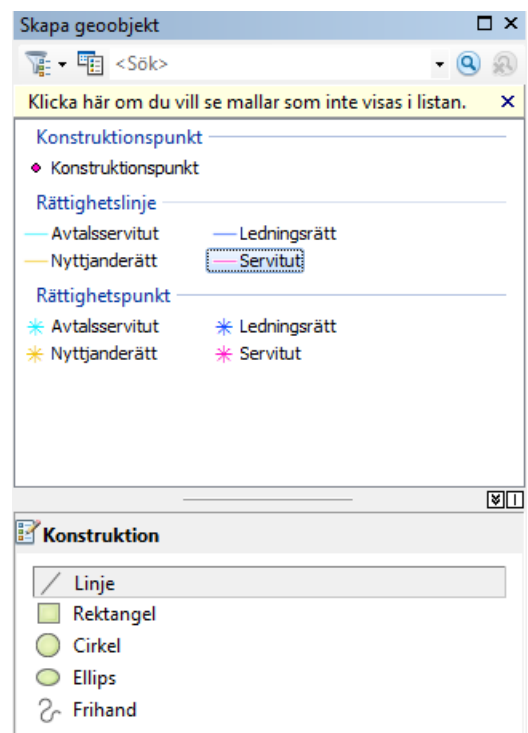 Skapa geoobjekt
<Sök>
Klicka här om du vill se mallar som inte visas i listan.
Konstruktionspunkt
Konstruktionspunkt
Rättighetslinje
Avtalsservitut Ledningsrätt
Nyttjanderätt Servitut
Rättighetspunkt
Avtalsservitut Ledningsrätt
Nyttjanderätt Servitut
Konstruktion
Linje
Rektangel
Cirkel
Ellips
Frihand